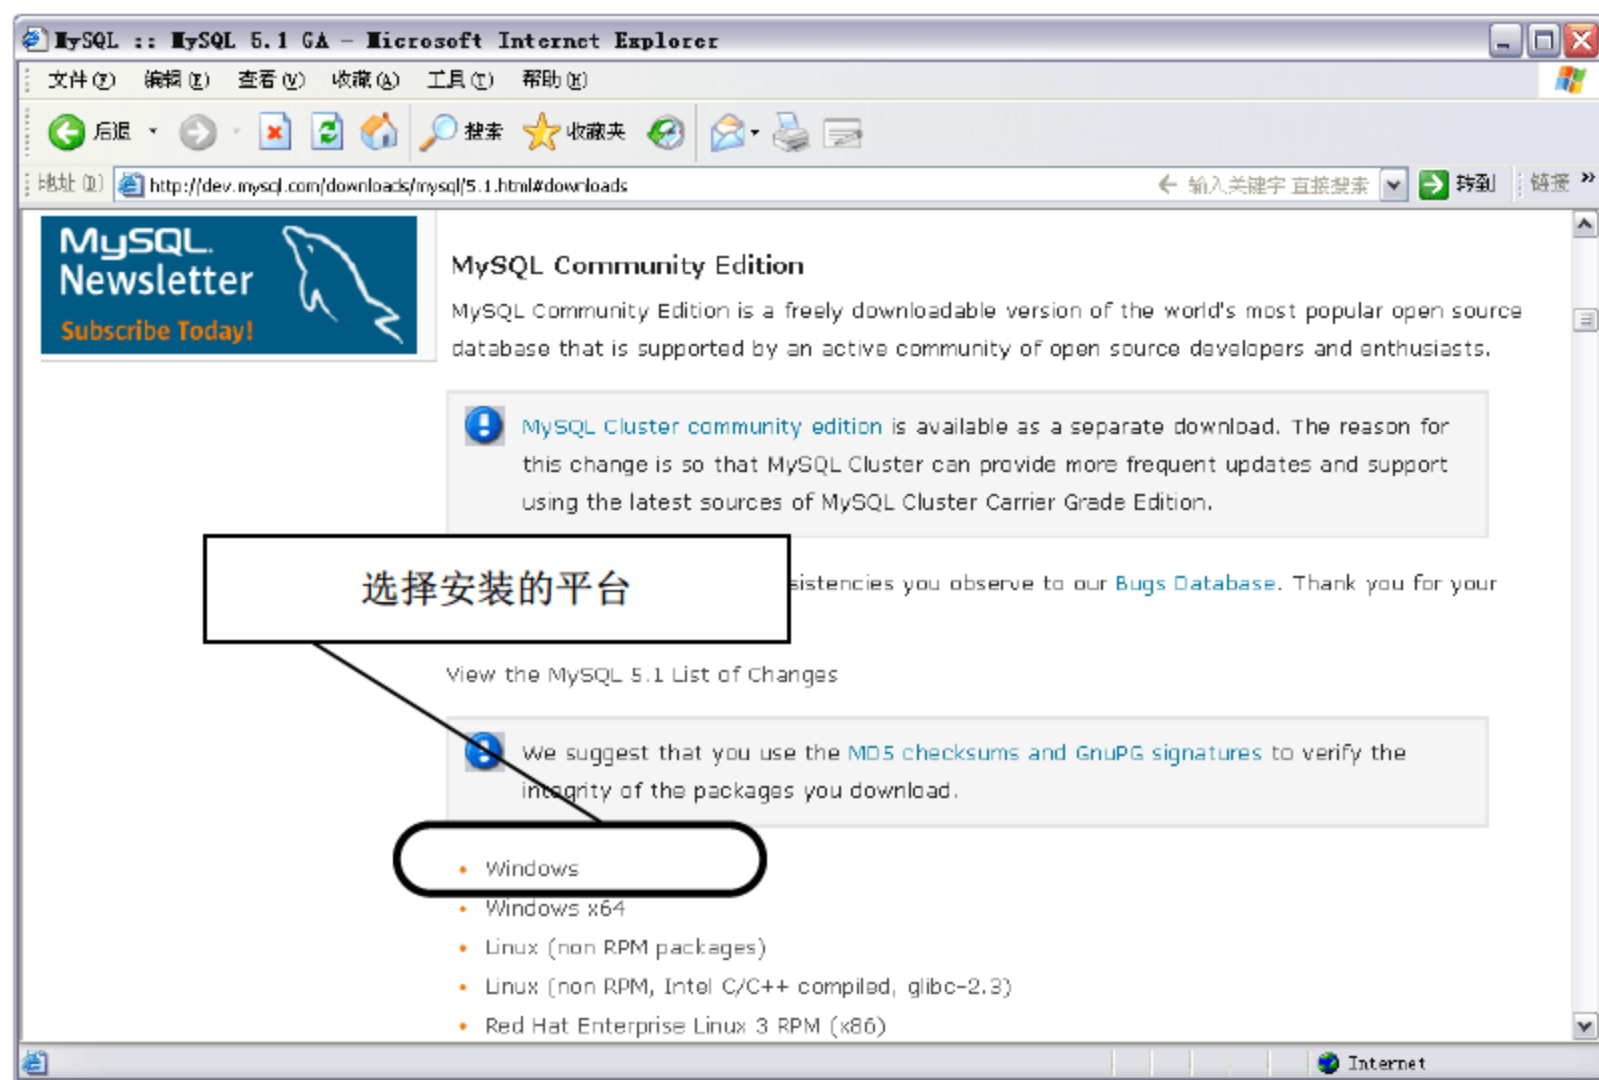 MySQL :: MySQL 5.1 GA - Microsoft Internet Explorer
文件(F) 编辑(E) 查看(V) 收藏(A) 工具(T) 帮助(H)
后退 搜索 收藏夹
地址(D) http://dev.mysql.com/downloads/mysql/5.1.html#downloads 输入关键字 直接搜索 转到 链接 »
MySQL.
Newsletter
Subscribe Today!
MySQL Community Edition
MySQL Community Edition is a freely downloadable version of the world's most popular open source
database that is supported by an active community of open source developers and enthusiasts.
MySQL Cluster community edition is available as a separate download. The reason for
this change is so that MySQL Cluster can provide more frequent updates and support
using the latest sources of MySQL Cluster Carrier Grade Edition.
选择安装的平台
sistencies you observe to our Bugs Database. Thank you for your
View the MySQL 5.1 List of Changes
We suggest that you use the MD5 checksums and GnuPG signatures to verify the
integrity of the packages you download.
• Windows
• Windows x64
• Linux (non RPM packages)
• Linux (non RPM, Intel C/C++ compiled, glibc-2.3)
• Red Hat Enterprise Linux 3 RPM (x86)
Internet